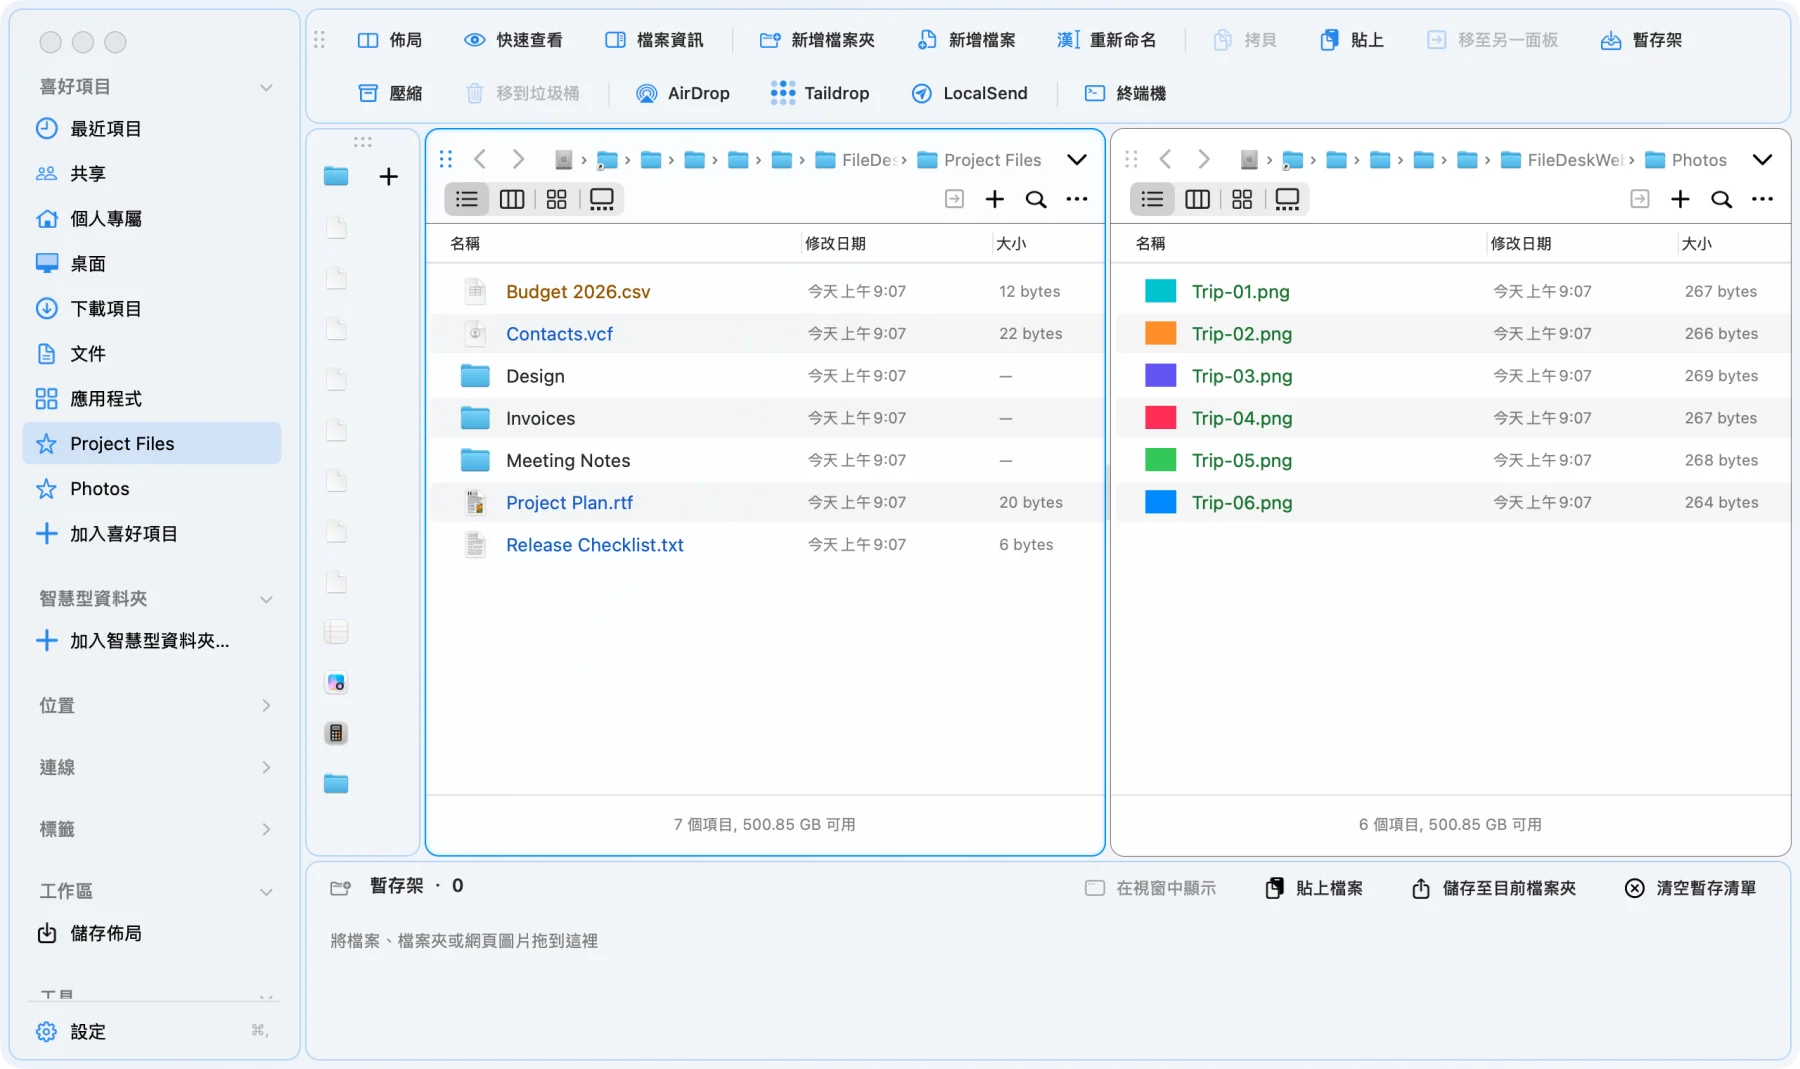 喜好項目
最近項目
共享
個人專屬
桌面
下載項目
文件
應用程式
Project Files
Photos
加入喜好項目
智慧型資料夾
加入智慧型資料夾...
位置
連線
標籤
工作區
儲存佈局
工具
設定 ⌘,
佈局 快速查看 檔案資訊 新增檔案夾 新增檔案 漢 重新命名 拷貝 貼上 移至另一面板 暫存架
壓縮 移到垃圾桶 AirDrop Taildrop LocalSend 終端機
FileDes Project Files
名稱 修改日期 大小
Budget 2026.csv 今天上午9:07 12 bytes
Contacts.vcf 今天上午9:07 22 bytes
Design 今天上午9:07 —
Invoices 今天上午9:07 —
Meeting Notes 今天上午9:07 —
Project Plan.rtf 今天上午9:07 20 bytes
Release Checklist.txt 今天上午9:07 6 bytes
7 個項目, 500.85 GB 可用
FileDeskWel Photos
名稱 修改日期 大小
Trip-01.png 今天上午9:07 267 bytes
Trip-02.png 今天上午9:07 266 bytes
Trip-03.png 今天上午9:07 269 bytes
Trip-04.png 今天上午9:07 267 bytes
Trip-05.png 今天上午9:07 268 bytes
Trip-06.png 今天上午9:07 264 bytes
6 個項目, 500.85 GB 可用
暫存架 · 0 在視窗中顯示 貼上檔案 儲存至目前檔案夾 清空暫存清單
將檔案、檔案夾或網頁圖片拖到這裡